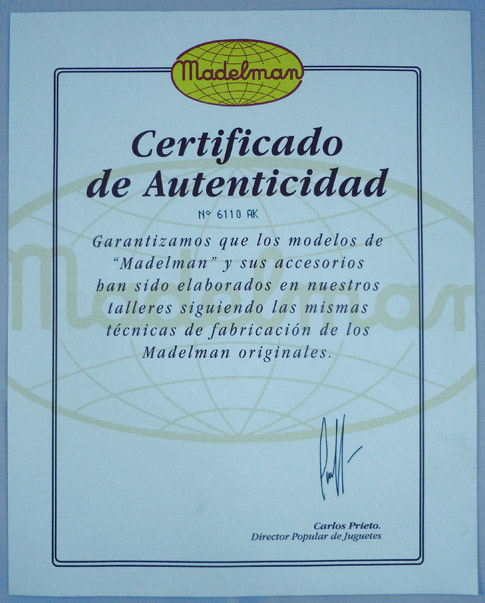 Madelman
Certificado
de Autenticidad
Nº 6110 AK
Garantizamos que los modelos de
“Madelman” y sus accesorios
han sido elaborados en nuestros
talleres siguiendo las mismas
técnicas de fabricación de los
Madelman originales.
Madelman
Carlos Prieto.
Director Popular de Juguetes